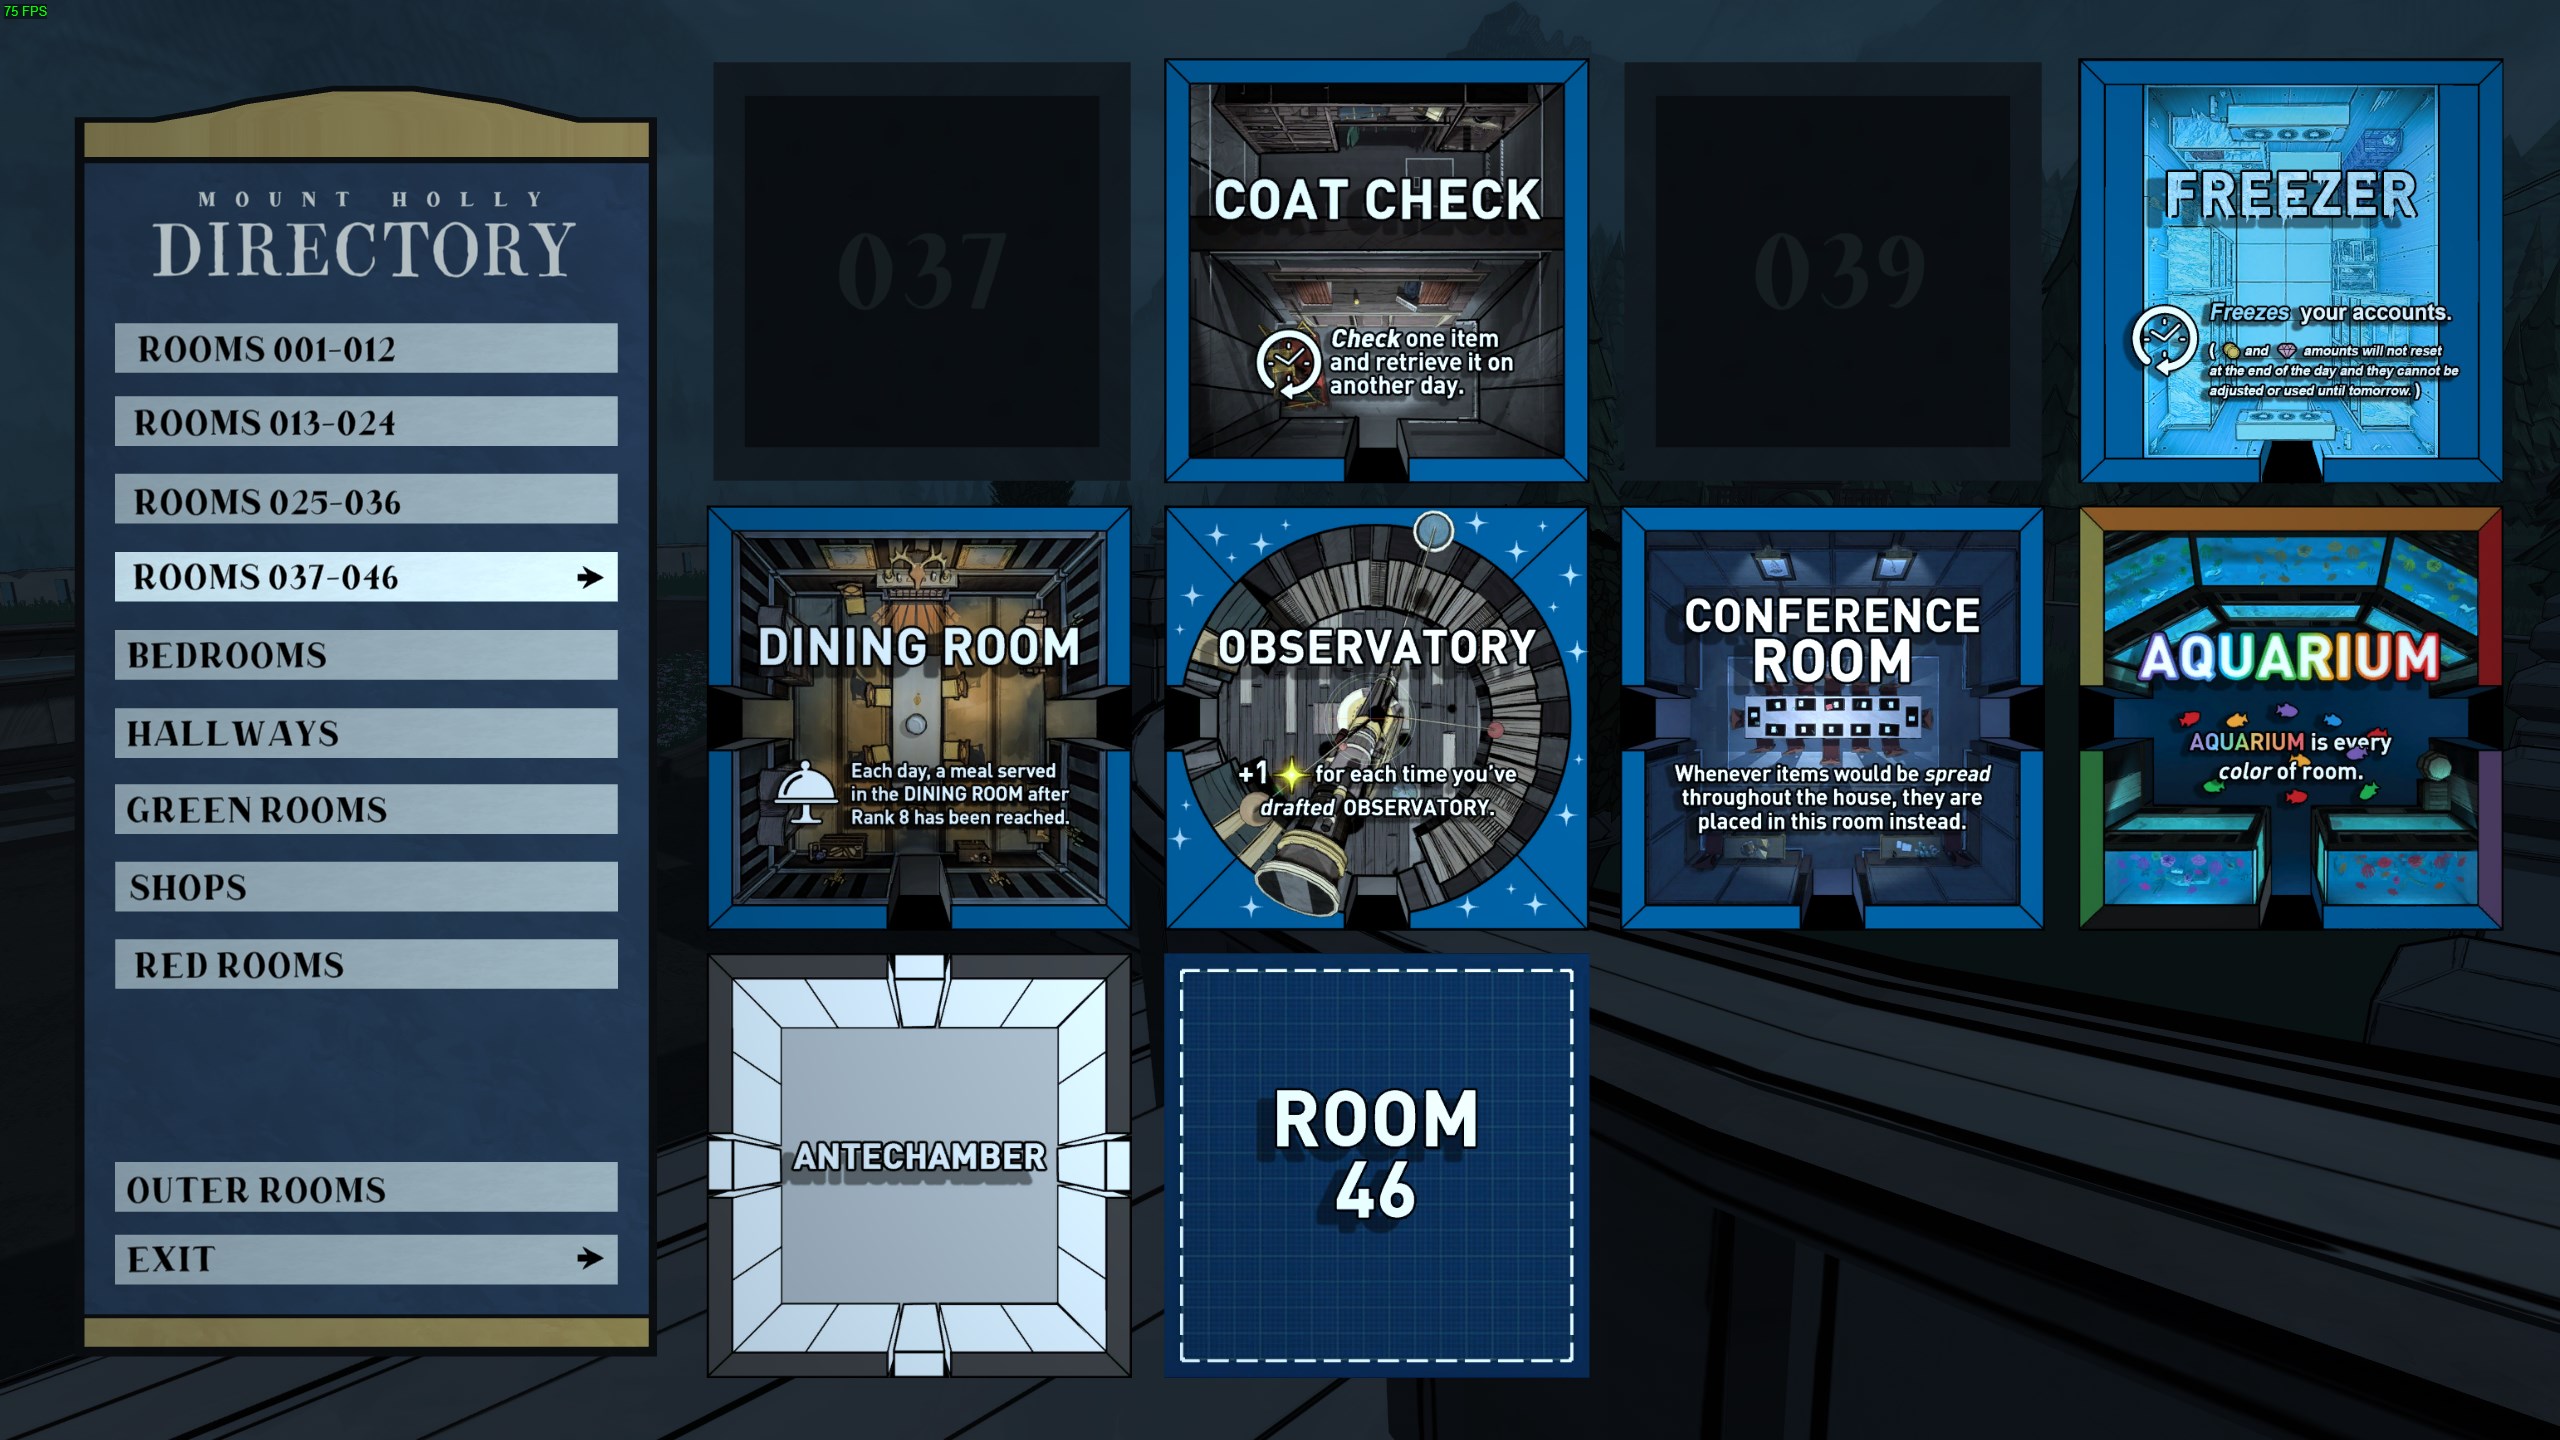 75 FPS
MOUNT HOLLY
DIRECTORY
ROOMS 001-012
ROOMS 013-024
ROOMS 025-036
ROOMS 037-046
BEDROOMS
HALLWAYS
GREEN ROOMS
SHOPS
RED ROOMS
OUTER ROOMS
EXIT
037
COAT CHECK
Check one item
and retrieve it on
another day.
039
FREEZER
Freezes your accounts.
( and amounts will not reset
at the end of the day and they cannot be
adjusted or used until tomorrow. )
DINING ROOM
Each day, a meal served
in the DINING ROOM after
Rank 8 has been reached.
OBSERVATORY
+1 for each time you've
drafted OBSERVATORY.
CONFERENCE
ROOM
Whenever items would be spread
throughout the house, they are
placed in this room instead.
AQUARIUM
AQUARIUM is every
color of room.
ANTECHAMBER
ROOM
46